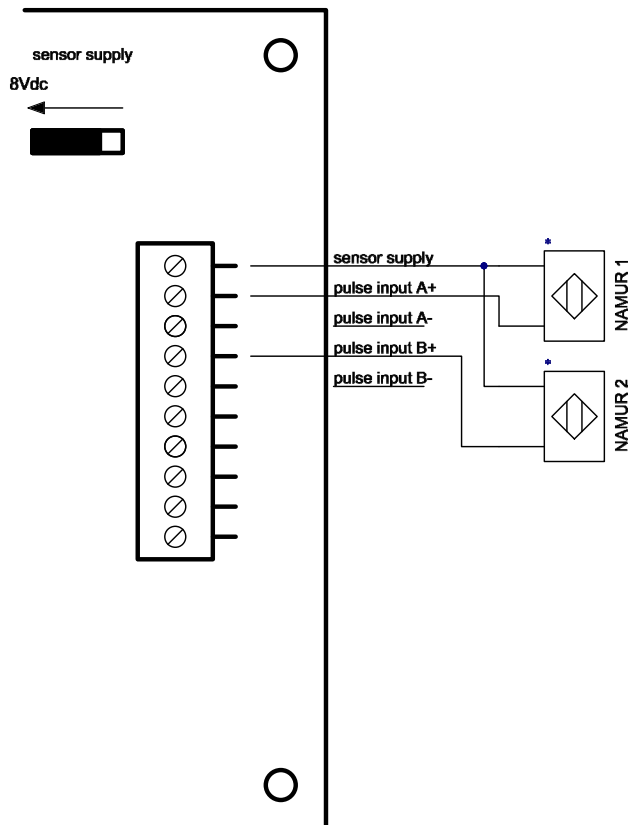 sensor supply
8Vdc
sensor supply
pulse input A+
pulse input A-
pulse input B+
pulse input B-
*
NAMUR 1
*
NAMUR 2